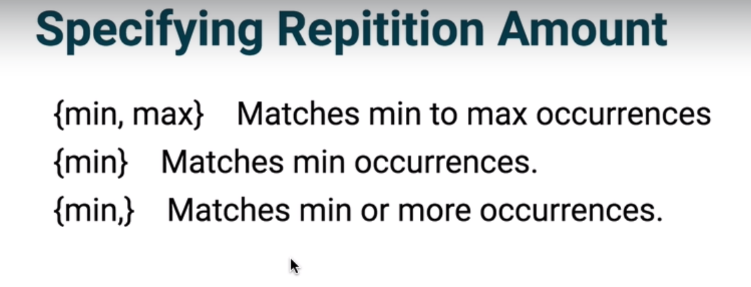 Specifying Repitition Amount
{min, max} Matches min to max occurrences
{min} Matches min occurrences.
{min,} Matches min or more occurrences.